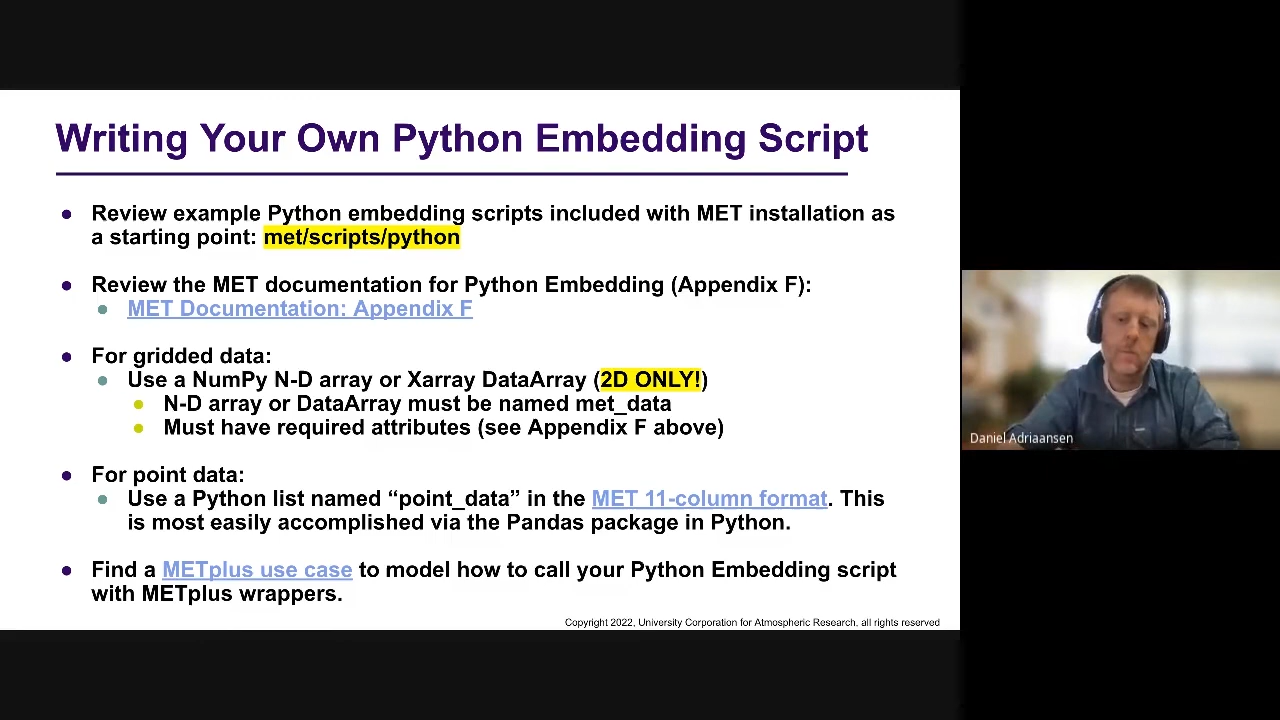 Writing Your Own Python Embedding Script
● Review example Python embedding scripts included with MET installation as
a starting point: met/scripts/python
● Review the MET documentation for Python Embedding (Appendix F):
● MET Documentation: Appendix F
● For gridded data:
● Use a NumPy N-D array or Xarray DataArray (2D ONLY!)
● N-D array or DataArray must be named met_data
● Must have required attributes (see Appendix F above)
● For point data:
● Use a Python list named “point_data” in the MET 11-column format. This
is most easily accomplished via the Pandas package in Python.
● Find a METplus use case to model how to call your Python Embedding script
with METplus wrappers.
Copyright 2022, University Corporation for Atmospheric Research, all rights reserved
Daniel Adriaansen